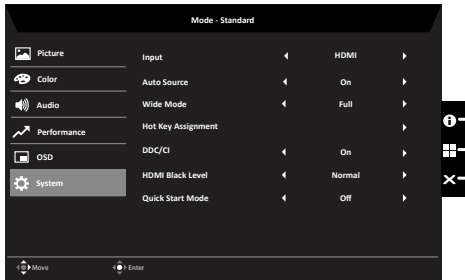 Mode - Standard
Picture
Color
Audio
Performance
OSD
System
Input HDMI
Auto Source On
Wide Mode Full
Hot Key Assignment
DDC/CI On
HDMI Black Level Normal
Quick Start Mode Off
Move Enter